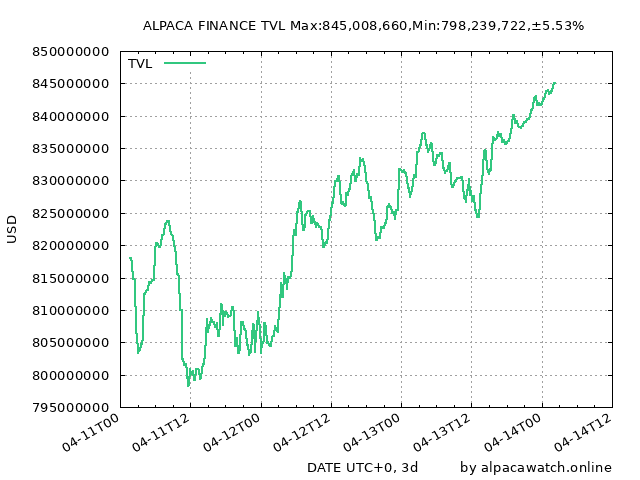 ALPACA FINANCE TVL Max:845,008,660,Min:798,239,722,±5.53%
850000000
845000000
840000000
835000000
830000000
825000000
820000000
815000000
810000000
805000000
800000000
795000000
USD
TVL
04-11T00
04-11T12
04-12T00
04-12T12
04-13T00
04-13T12
04-14T00
04-14T12
DATE UTC+0, 3d
by alpacawatch.online